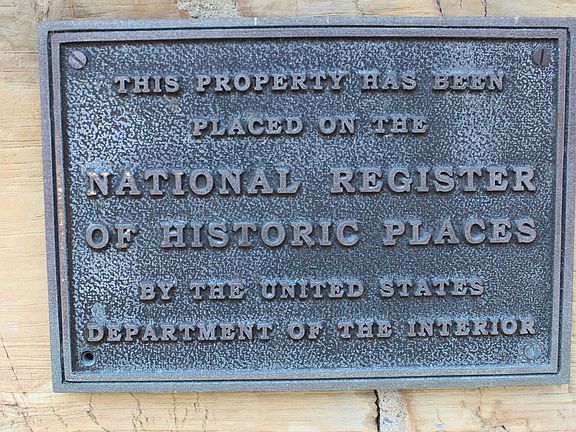 THIS PROPERTY HAS BEEN
PLACED ON THE
NATIONAL REGISTER
OF HISTORIC PLACES
BY THE UNITED STATES
DEPARTMENT OF THE INTERIOR